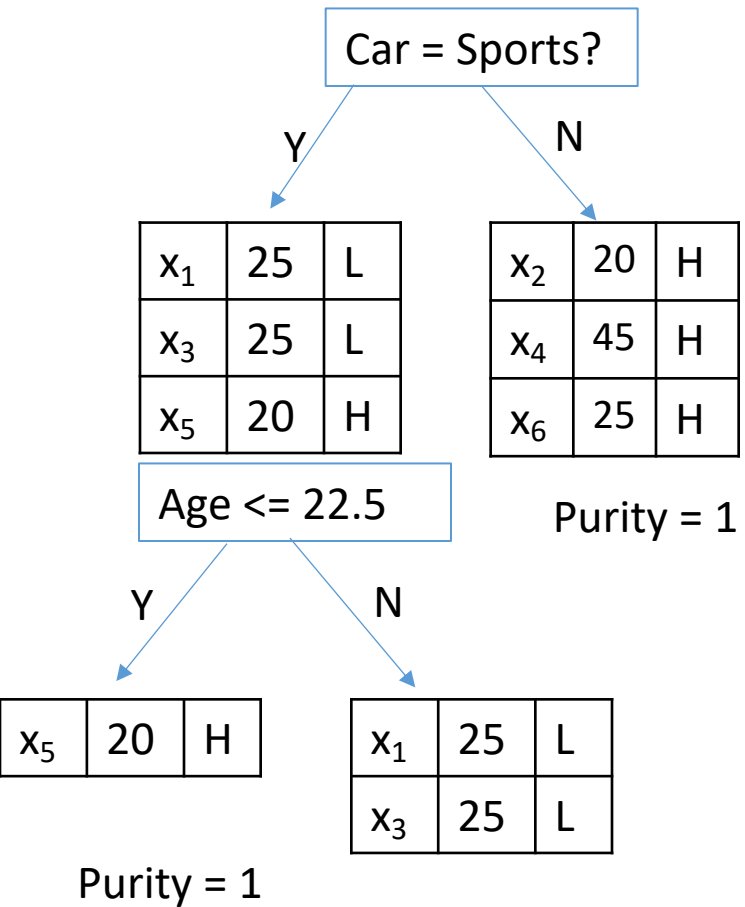 Car = Sports?
Y
N
x₁ 25 L
x₃ 25 L
x₅ 20 H
x₂ 20 H
x₄ 45 H
x₆ 25 H
Purity = 1
Age <= 22.5
Y
N
x₅ 20 H
x₁ 25 L
x₃ 25 L
Purity = 1